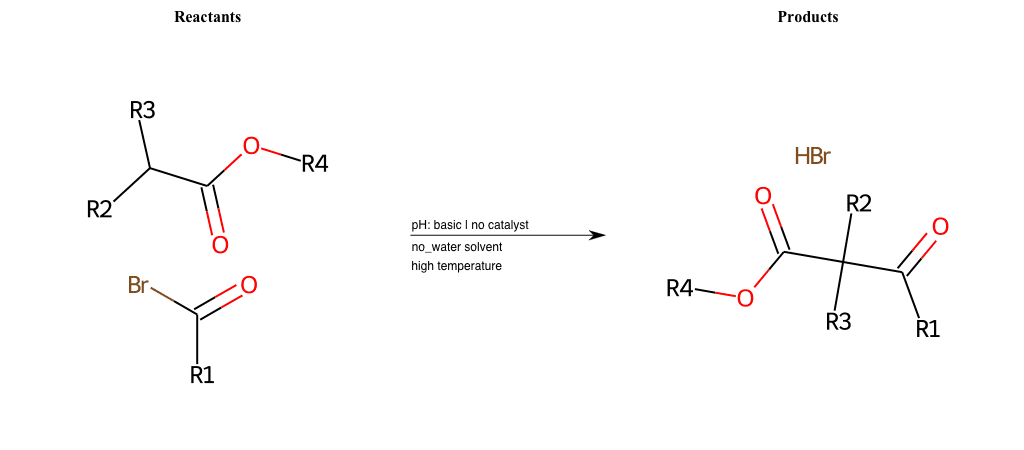 Reactants
Products
R3
O
R4
R2
O
Br
O
R1
pH: basic | no catalyst
no_water solvent
high temperature
HBr
O
R2
O
R4
O
R3
R1